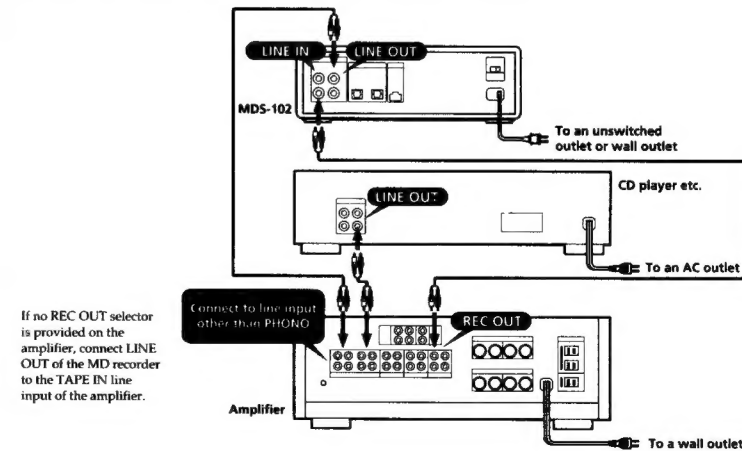 LINE IN
LINE OUT
MDS-102
To an unswitched
outlet or wall outlet
CD player etc.
LINE OUT
To an AC outlet
If no REC OUT selector
is provided on the
amplifier, connect LINE
OUT of the MD recorder
to the TAPE IN line
input of the amplifier.
Connect to line input
other than PHONO
REC OUT
Amplifier
To a wall outlet